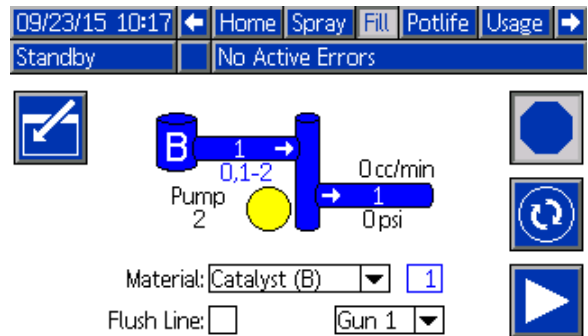 09/23/15 10:17 Home Spray Fill Potlife Usage
Standby No Active Errors
B 1
0,1-2
0 cc/min
Pump
2
1
0 psi
Material: Catalyst (B) 1
Flush Line: Gun 1